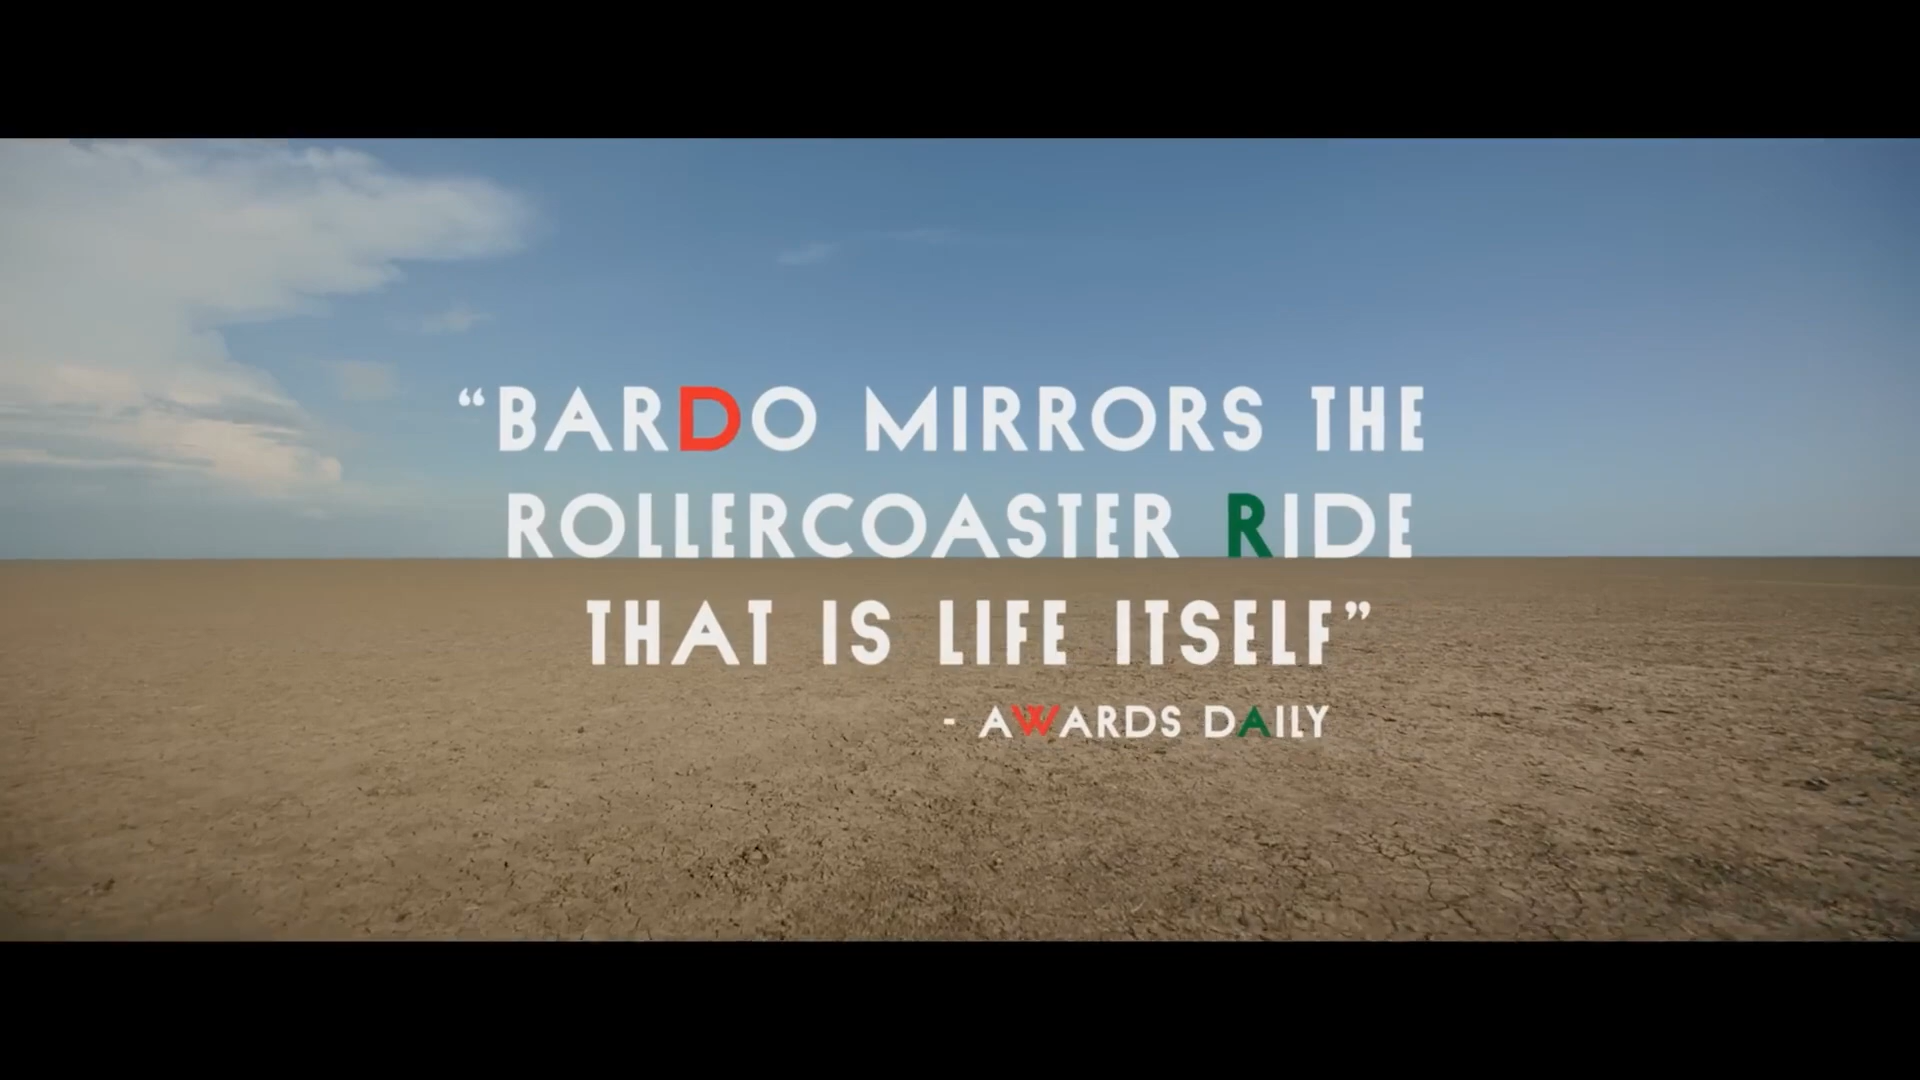 “BARDO MIRRORS THE
ROLLERCOASTER RIDE
THAT IS LIFE ITSELF”
- AWARDS DAILY